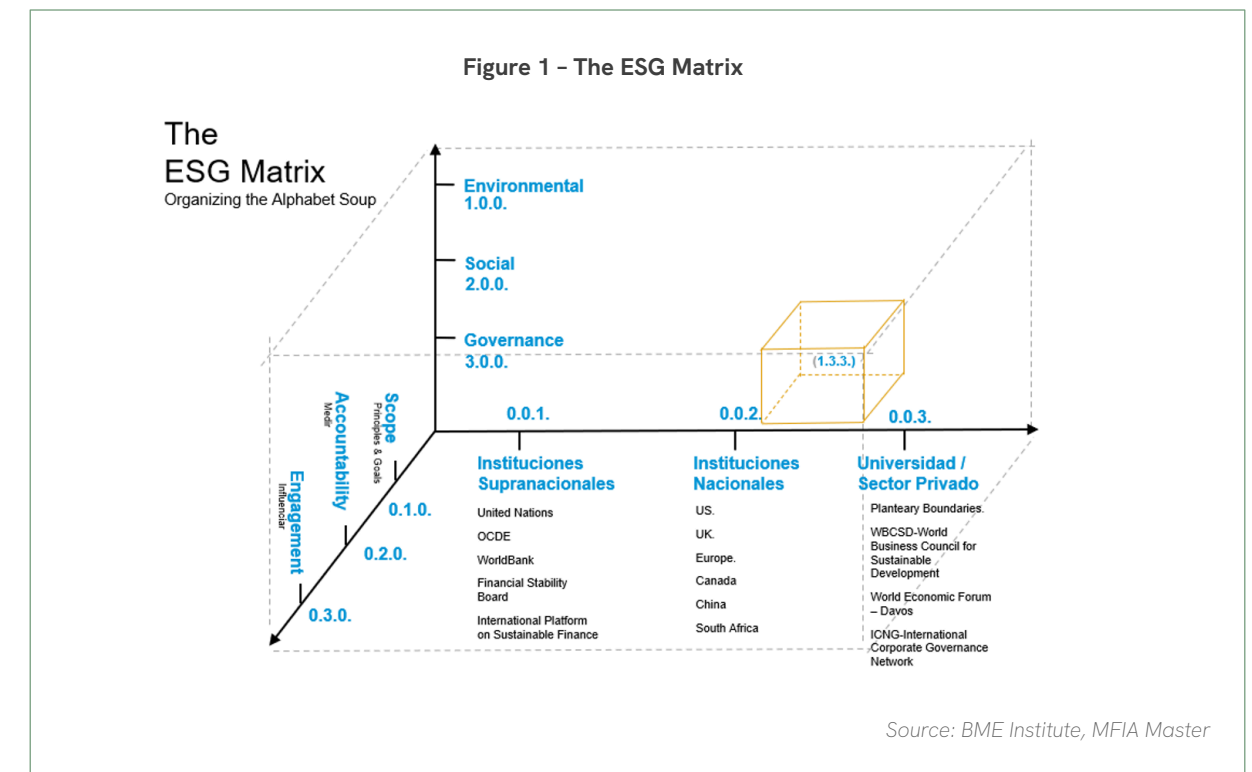 Figure 1 – The ESG Matrix
The
ESG Matrix
Organizing the Alphabet Soup
Environmental
1.0.0.
Social
2.0.0.
Governance
3.0.0.
(1.3.3.)
Scope
Principles & Goals
Accountability
Medir
Engagement
Influenciar
0.1.0.
0.2.0.
0.3.0.
0.0.1.
0.0.2.
0.0.3.
Instituciones
Supranacionales
United Nations
OCDE
WorldBank
Financial Stability
Board
International Platform
on Sustainable Finance
Instituciones
Nacionales
US.
UK.
Europe.
Canada
China
South Africa
Universidad /
Sector Privado
Planteary Boundaries.
WBCSD-World
Business Council for
Sustainable
Development
World Economic Forum
– Davos
ICNG-International
Corporate Governance
Network
Source: BME Institute, MFIA Master